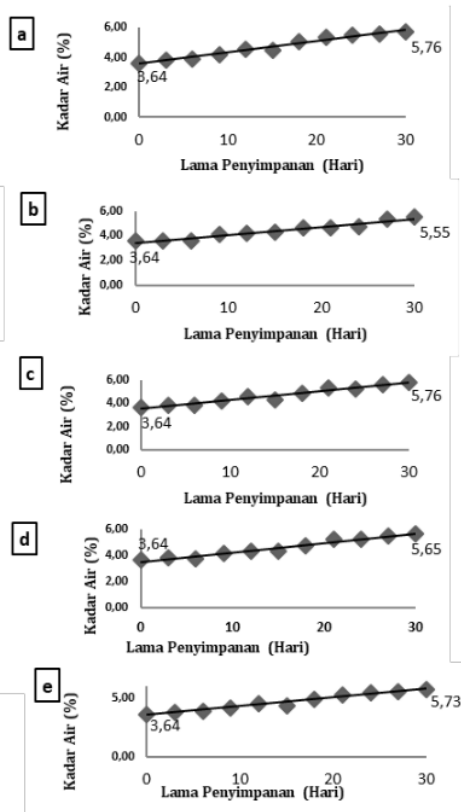 a
Kadar Air (%)
6,00
4,00
2,00
0,00
3,64
5,76
0 10 20 30
Lama Penyimpanan (Hari)
b
Kadar Air (%)
6,00
4,00
2,00
0,00
3,64
5,55
0 10 20 30
Lama Penyimpanan (Hari)
c
Kadar Air (%)
6,00
4,00
2,00
0,00
3,64
5,76
0 10 20 30
Lama Penyimpanan (Hari)
d
Kadar Air (%)
6,00
4,00
2,00
0,00
3,64
5,65
0 10 20 30
Lama Penyimpanan (Hari)
e
Kadar Air (%)
5,00
0,00
3,64
5,73
0 10 20 30
Lama Penyimpanan (Hari)